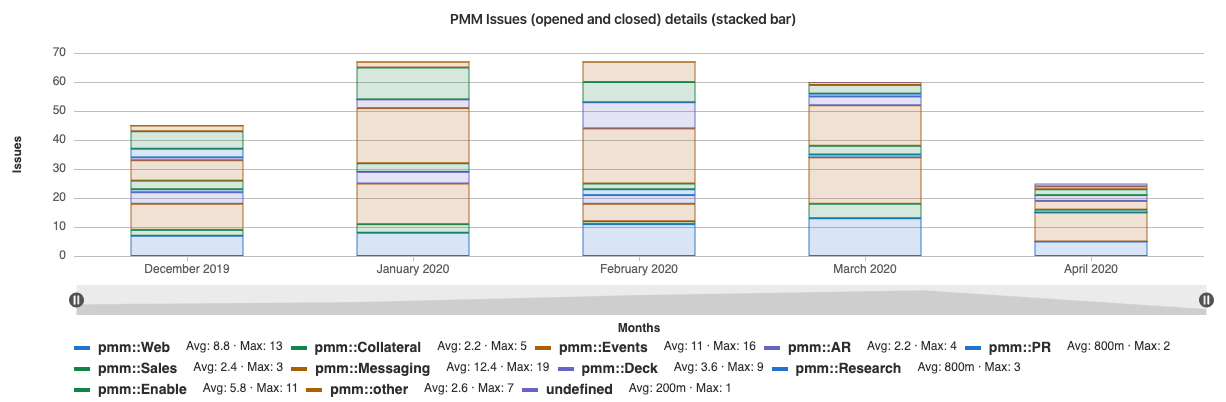 PMM Issues (opened and closed) details (stacked bar)
70
60
50
40
30
20
10
0
Issues
December 2019 January 2020 February 2020 March 2020 April 2020
Months
pmm::Web Avg: 8.8 · Max: 13 pmm::Collateral Avg: 2.2 · Max: 5 pmm::Events Avg: 11 · Max: 16 pmm::AR Avg: 2.2 · Max: 4 pmm::PR Avg: 800m · Max: 2
pmm::Sales Avg: 2.4 · Max: 3 pmm::Messaging Avg: 12.4 · Max: 19 pmm::Deck Avg: 3.6 · Max: 9 pmm::Research Avg: 800m · Max: 3
pmm::Enable Avg: 5.8 · Max: 11 pmm::other Avg: 2.6 · Max: 7 undefined Avg: 200m · Max: 1